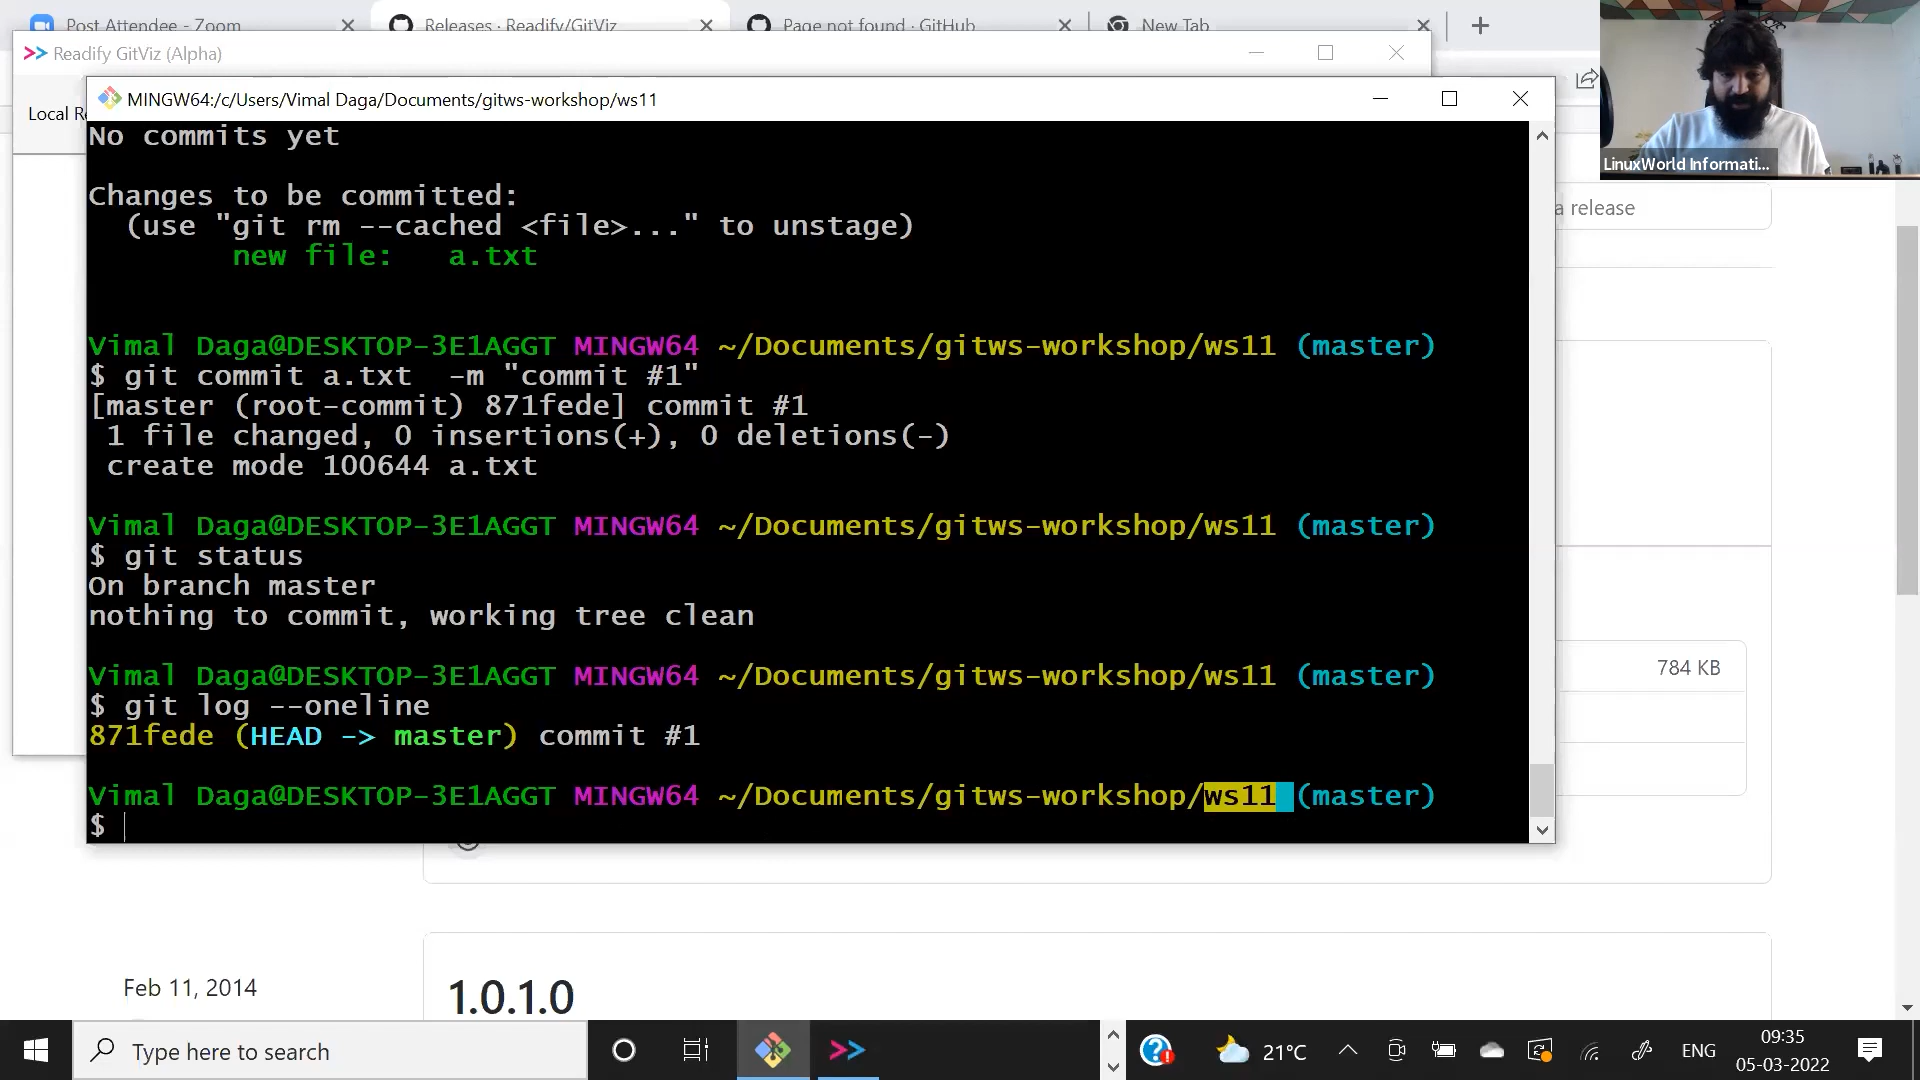 Post Attendee - Zoom
Releases · Readify/GitViz
Page not found · GitHub
New Tab
Readify GitViz (Alpha)
MINGW64:/c/Users/Vimal Daga/Documents/gitws-workshop/ws11
Local Re
LinuxWorld Informati...
No commits yet
Changes to be committed:
(use "git rm --cached <file>..." to unstage)
new file:   a.txt
Vimal Daga@DESKTOP-3E1AGGT MINGW64 ~/Documents/gitws-workshop/ws11 (master)
$ git commit a.txt  -m "commit #1"
[master (root-commit) 871fede] commit #1
1 file changed, 0 insertions(+), 0 deletions(-)
create mode 100644 a.txt
Vimal Daga@DESKTOP-3E1AGGT MINGW64 ~/Documents/gitws-workshop/ws11 (master)
$ git status
On branch master
nothing to commit, working tree clean
Vimal Daga@DESKTOP-3E1AGGT MINGW64 ~/Documents/gitws-workshop/ws11 (master)
$ git log --oneline
871fede (HEAD -> master) commit #1
Vimal Daga@DESKTOP-3E1AGGT MINGW64 ~/Documents/gitws-workshop/ws11 (master)
$
a release
784 KB
Feb 11, 2014
1.0.1.0
Type here to search
21°C
ENG
09:35
05-03-2022